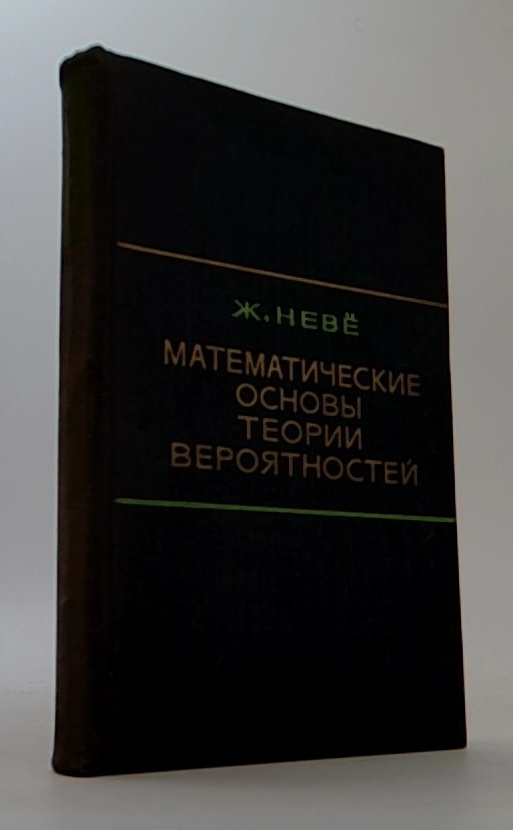 Ж. НЕВЁ
МАТЕМАТИЧЕСКИЕ
ОСНОВЫ
ТЕОРИИ
ВЕРОЯТНОСТЕЙ